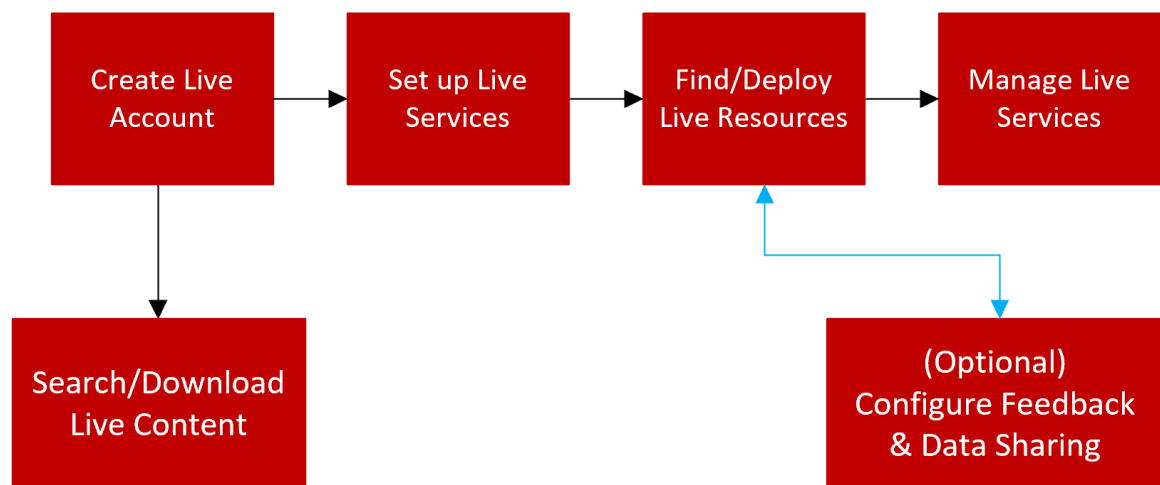 Create Live
Account
Set up Live
Services
Find/Deploy
Live Resources
Manage Live
Services
Search/Download
Live Content
(Optional)
Configure Feedback
& Data Sharing